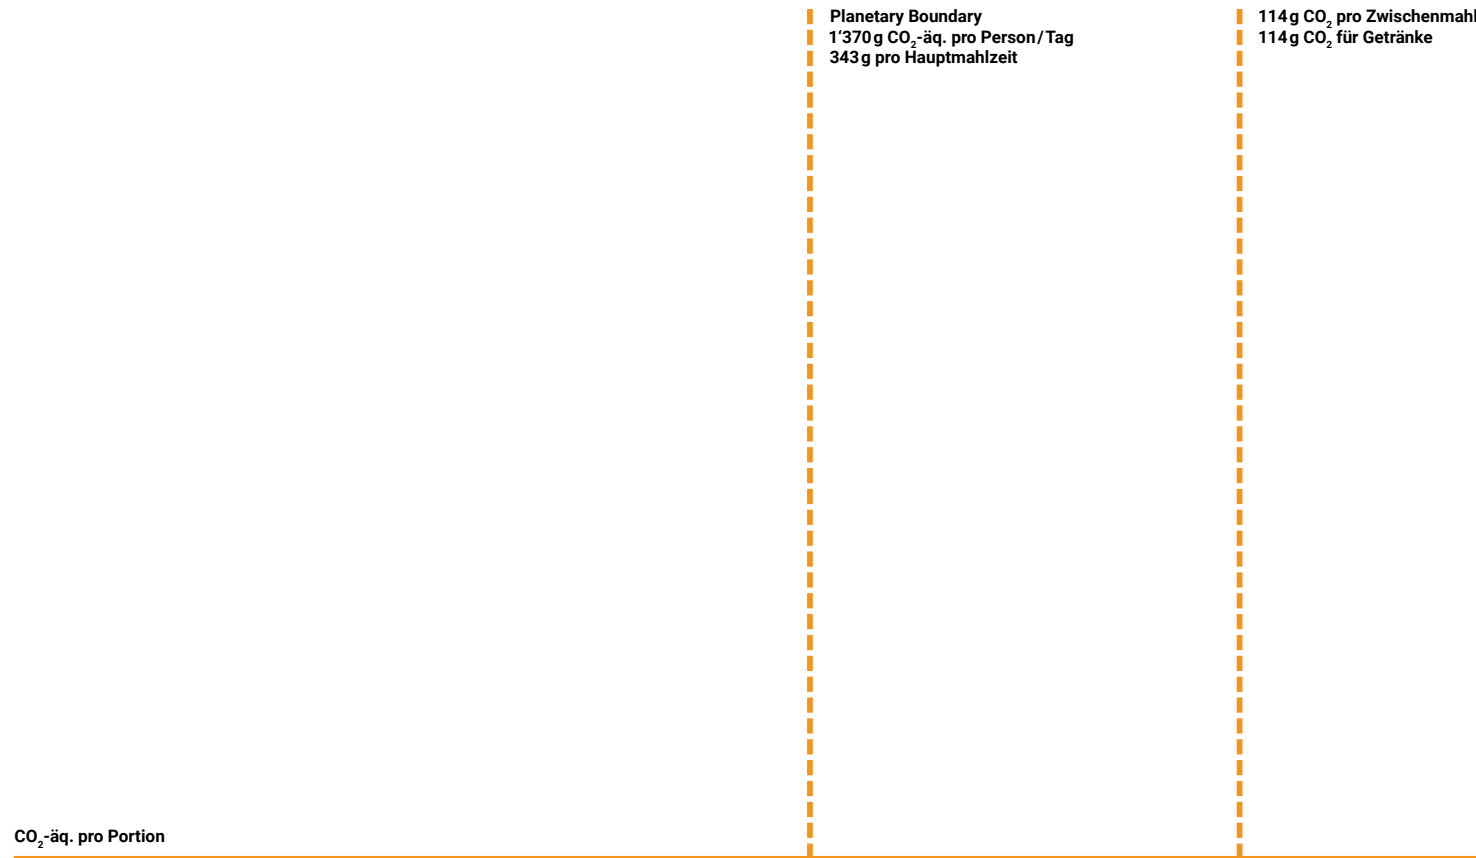 Planetary Boundary
1‘370 g CO₂-äq. pro Person/Tag
343 g pro Hauptmahlzeit
114 g CO₂ pro Zwischenmahl
114 g CO₂ für Getränke
CO₂-äq. pro Portion